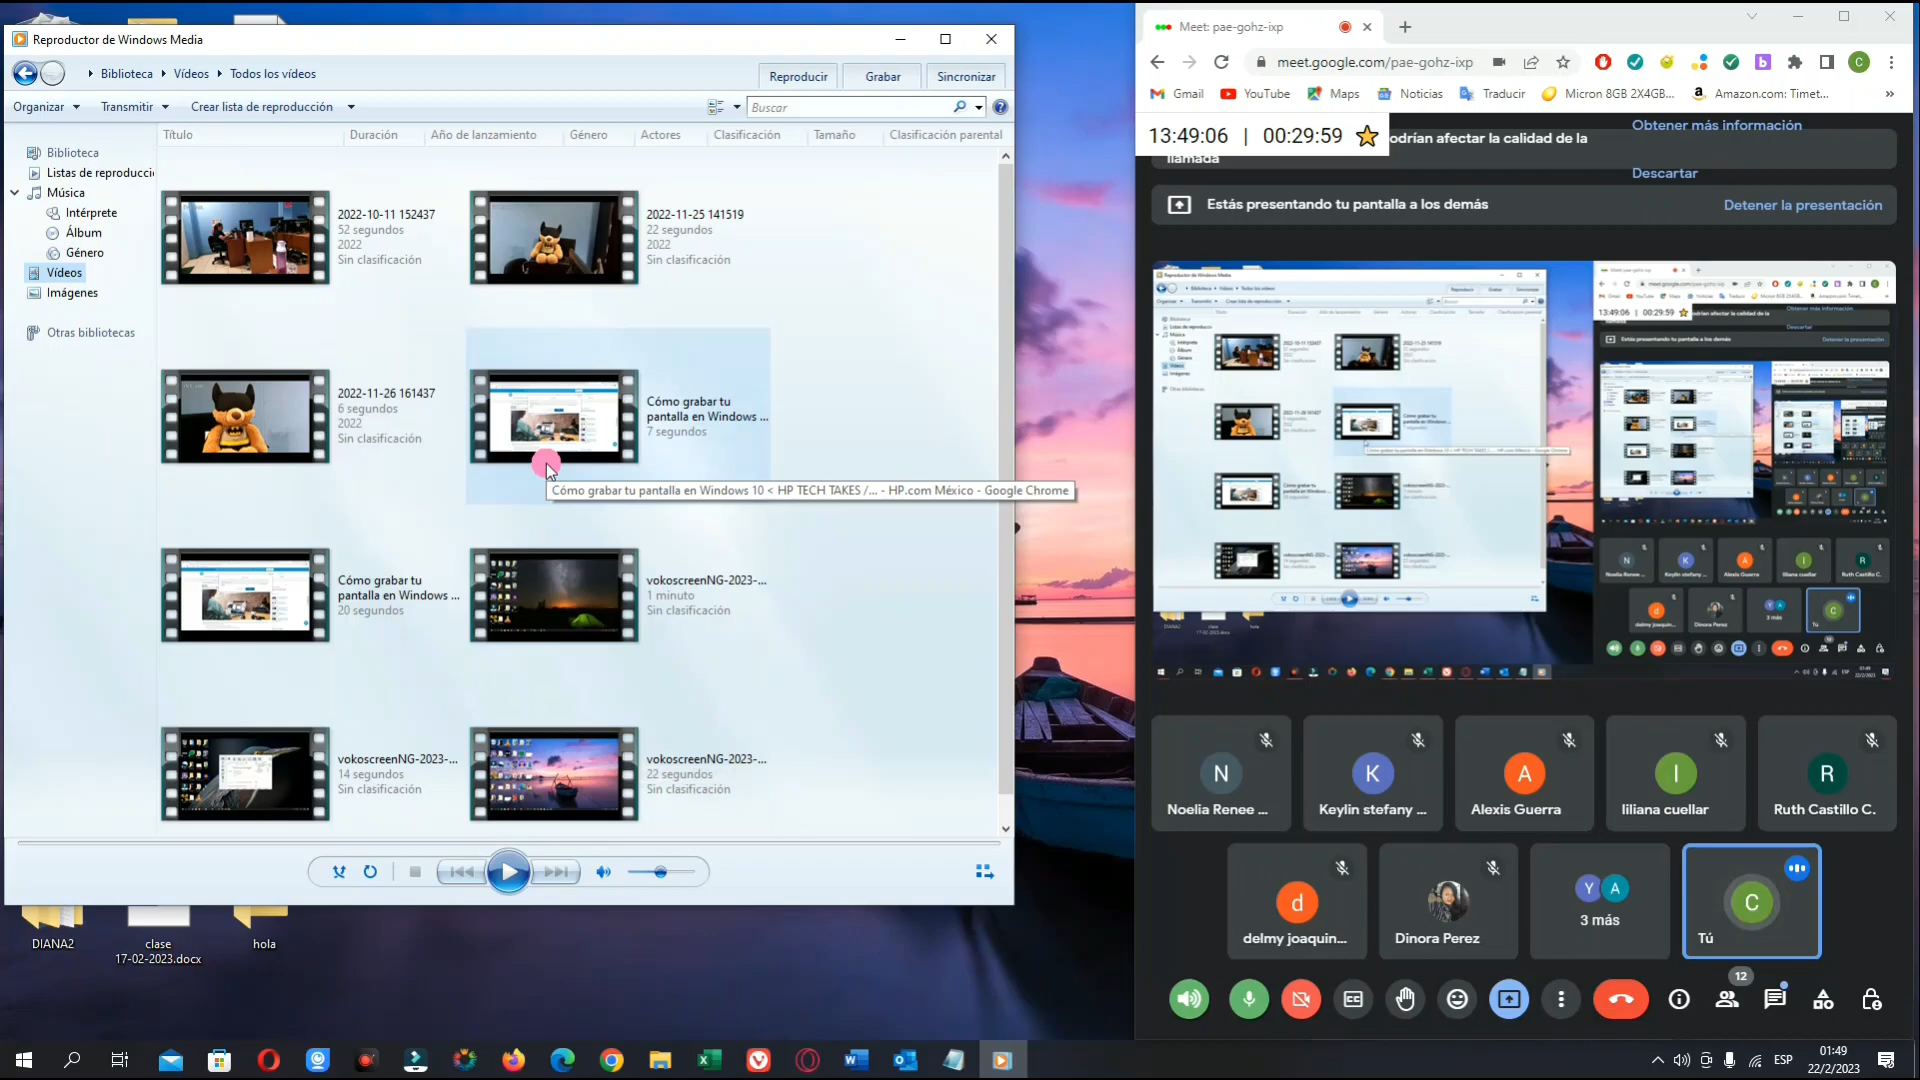 Reproductor de Windows Media
Biblioteca Vídeos Todos los vídeos
Reproducir Grabar Sincronizar
Organizar Transmitir Crear lista de reproducción
Buscar
Título Duración Año de lanzamiento Género Actores Clasificación Tamaño Clasificación parental
Biblioteca
Listas de reproducci
Música
Intérprete
Álbum
Género
Vídeos
Imágenes
Otras bibliotecas
2022-10-11 152437
52 segundos
2022
Sin clasificación
2022-11-25 141519
22 segundos
2022
Sin clasificación
2022-11-26 161437
6 segundos
2022
Sin clasificación
Cómo grabar tu
pantalla en Windows ...
7 segundos
Cómo grabar tu pantalla en Windows 10 < HP TECH TAKES /... - HP.com México - Google Chrome
Cómo grabar tu
pantalla en Windows ...
20 segundos
vokoscreenNG-2023-...
1 minuto
Sin clasificación
vokoscreenNG-2023-...
14 segundos
Sin clasificación
vokoscreenNG-2023-...
22 segundos
Sin clasificación
DIANA2
clase
17-02-2023.docx
hola
Meet: pae-gohz-ixp
meet.google.com/pae-gohz-ixp
Gmail YouTube Maps Noticias Traducir Micron 8GB 2X4GB... Amazon.com: Timet... »
13:49:06 | 00:29:59
Obtener más información
odrían afectar la calidad de la
llamada
Descartar
Estás presentando tu pantalla a los demás
Detener la presentación
N
Noelia Renee ...
K
Keylin stefany ...
A
Alexis Guerra
l
liliana cuellar
R
Ruth Castillo C.
d
delmy joaquin...
Dinora Perez
Y A
3 más
C
Tú
12
ESP
01:49
22/2/2023